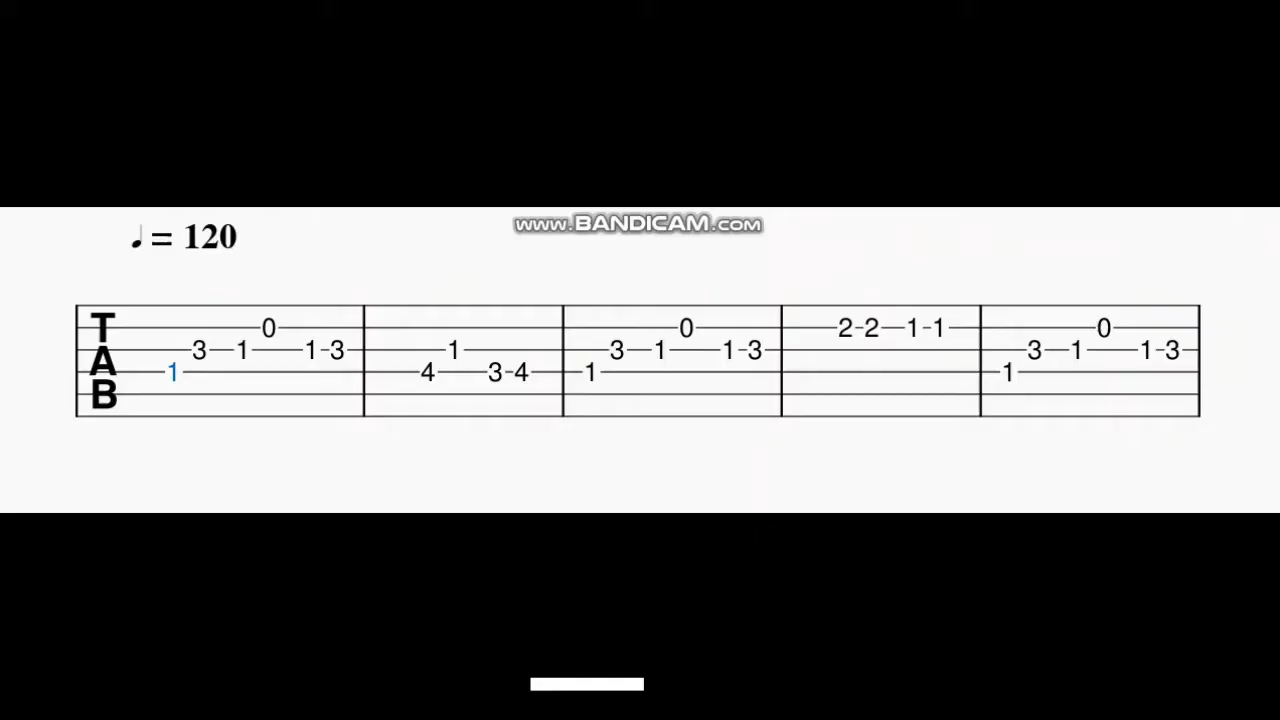 www.BANDICAM.com
♩= 120
T 0 0 2-2 1-1 0
A 3 1 1-3 1 3 1 1-3 3 1 1-3
B 1 4 3-4 1 1